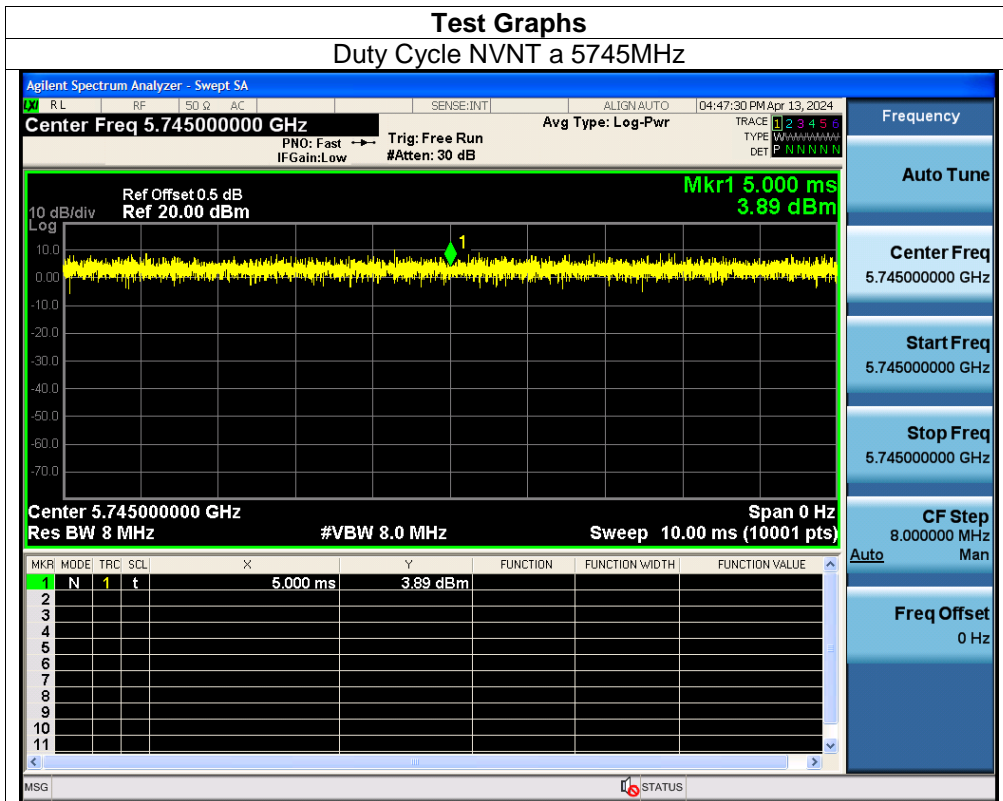 Test Graphs
Duty Cycle NVNT a 5745MHz
Agilent Spectrum Analyzer - Swept SA
LXI RL RF 50 Ω AC SENSE:INT ALIGN AUTO 04:47:30 PM Apr 13, 2024
Center Freq 5.745000000 GHz
PNO: Fast
IFGain:Low
Trig: Free Run
#Atten: 30 dB
Avg Type: Log-Pwr
TRACE 1 2 3 4 5 6
TYPE W
DET P N N N N N
Ref Offset 0.5 dB
10 dB/div Ref 20.00 dBm
Log
Mkr1 5.000 ms
3.89 dBm
1
10.0
0.00
-10.0
-20.0
-30.0
-40.0
-50.0
-60.0
-70.0
Center 5.745000000 GHz Span 0 Hz
Res BW 8 MHz #VBW 8.0 MHz Sweep 10.00 ms (10001 pts)
MKR MODE TRC SCL X Y FUNCTION FUNCTION WIDTH FUNCTION VALUE
1 N 1 t 5.000 ms 3.89 dBm
2
3
4
5
6
7
8
9
10
11
MSG STATUS
Frequency
Auto Tune
Center Freq
5.745000000 GHz
Start Freq
5.745000000 GHz
Stop Freq
5.745000000 GHz
CF Step
8.000000 MHz
Auto Man
Freq Offset
0 Hz